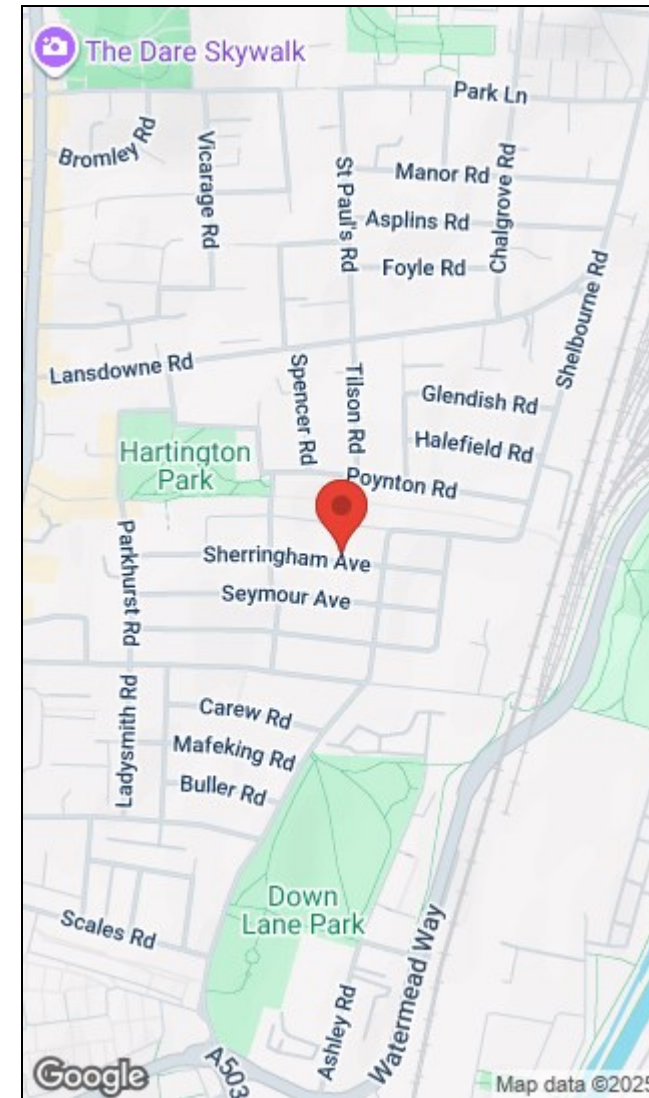 The Dare Skywalk
Park Ln
Bromley Rd
Vicarage Rd
St Paul's Rd
Manor Rd
Chalgrove Rd
Asplins Rd
Foyle Rd
Shelbourne Rd
Lansdowne Rd
Spencer Rd
Tilson Rd
Glendish Rd
Halefield Rd
Hartington
Park
Poynton Rd
Parkhurst Rd
Sherringham Ave
Seymour Ave
Ladysmith Rd
Carew Rd
Mafeking Rd
Buller Rd
Down
Lane Park
Scales Rd
Watermead Way
Ashley Rd
A503
Google
Map data ©2025